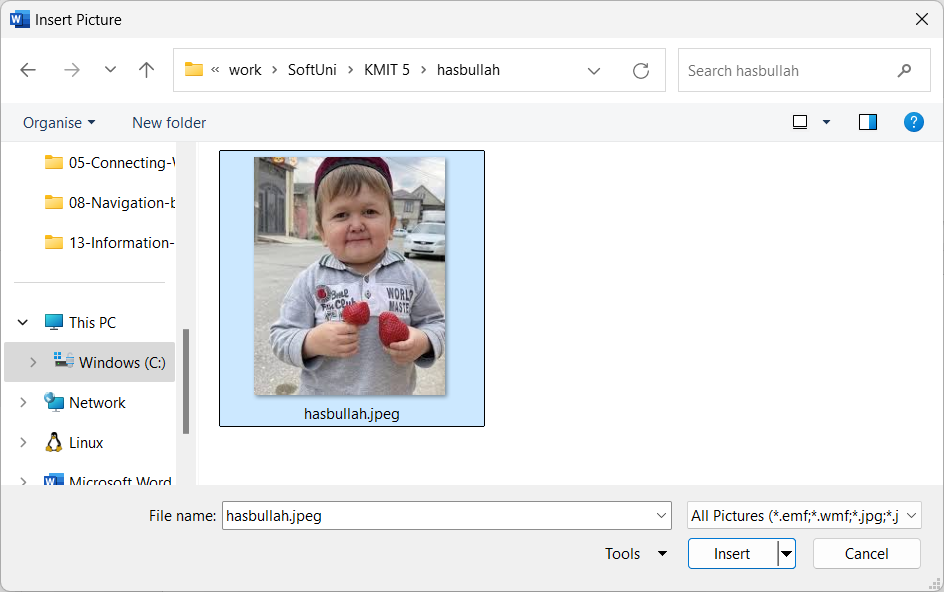 Insert Picture
« work > SoftUni > KMIT 5 > hasbullah
Search hasbullah
Organise
New folder
?
05-Connecting-W
08-Navigation-b
13-Information-
This PC
Windows (C:)
Network
Linux
Microsoft Word
WORLD
MASTE
hasbullah.jpeg
File name: hasbullah.jpeg
All Pictures (*.emf;*.wmf;*.jpg;*.j
Tools
Insert
Cancel